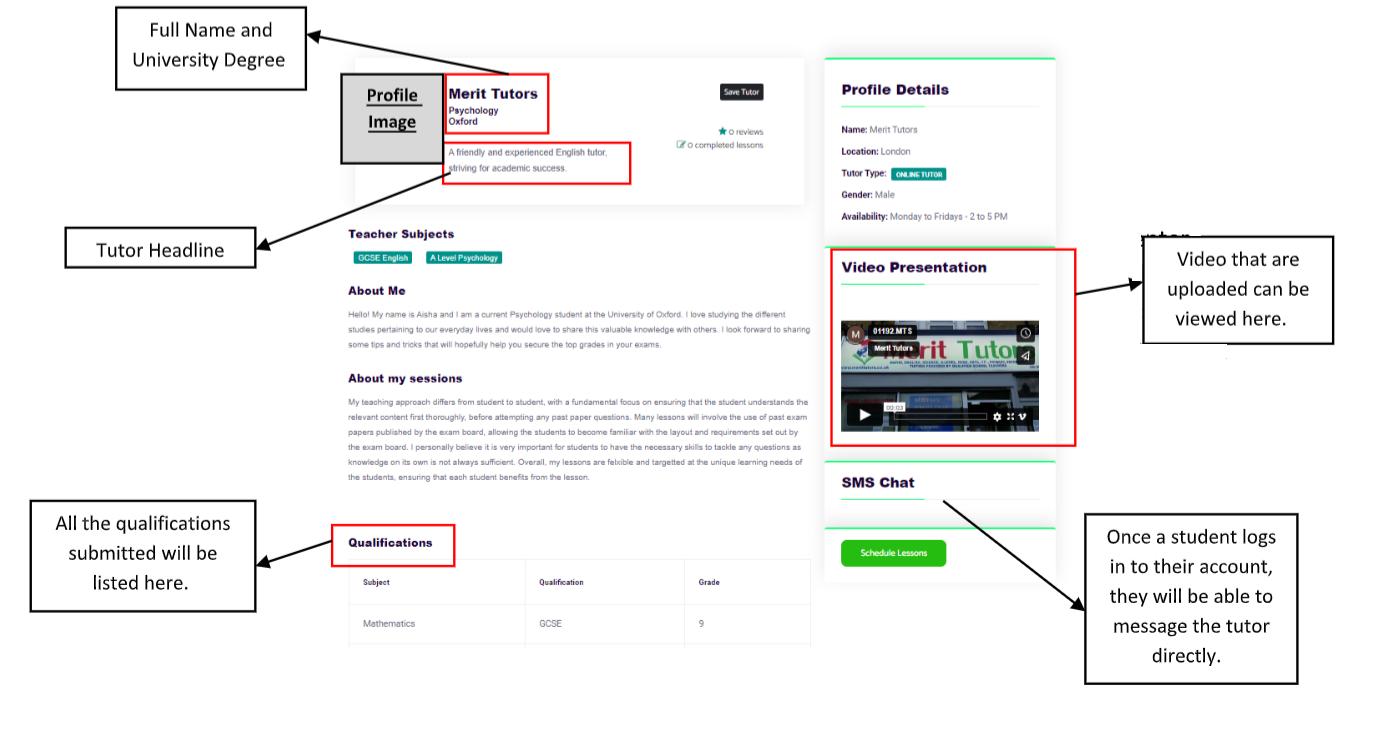 Full Name and
University Degree
Profile
Image
Merit Tutors
Psychology
Oxford
Save Tutor
0 reviews
0 completed lessons
A friendly and experienced English tutor,
striving for academic success.
Tutor Headline
Teacher Subjects
GCSE English
A Level Psychology
About Me
Hello! My name is Aisha and I am a current Psychology student at the University of Oxford. I love studying the different
studies pertaining to our everyday lives and would love to share this valuable knowledge with others. I look forward to sharing
some tips and tricks that will hopefully help you secure the top grades in your exams.
About my sessions
My teaching approach differs from student to student, with a fundamental focus on ensuring that the student understands the
relevant content first thoroughly, before attempting any past paper questions. Many lessons will involve the use of past exam
papers published by the exam board, allowing the students to become familiar with the layout and requirements set out by
the exam board. I personally believe it is very important for students to have the necessary skills to tackle any questions as
knowledge on its own is not always sufficient. Overall, my lessons are felxible and targetted at the unique learning needs of
the students, ensuring that each student benefits from the lesson.
All the qualifications
submitted will be
listed here.
Qualifications
Subject Qualification Grade
Mathematics GCSE 9
Profile Details
Name: Merit Tutors
Location: London
Tutor Type: ONLINE TUTOR
Gender: Male
Availability: Monday to Fridays - 2 to 5 PM
Video Presentation
M
01192.MTS
Merit Tutors
Merit Tutors
00:03
Video that are
uploaded can be
viewed here.
SMS Chat
Schedule Lessons
Once a student logs
in to their account,
they will be able to
message the tutor
directly.